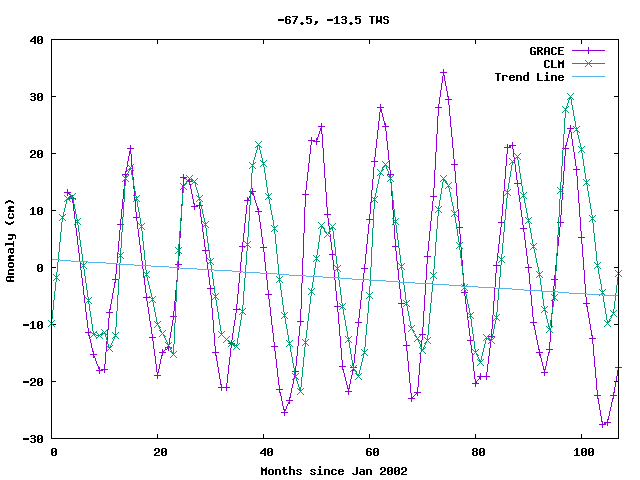 -67.5, -13.5 TWS
40
30
20
10
0
-10
-20
-30
Anomaly (cm)
GRACE
CLM
Trend Line
0 20 40 60 80 100
Months since Jan 2002